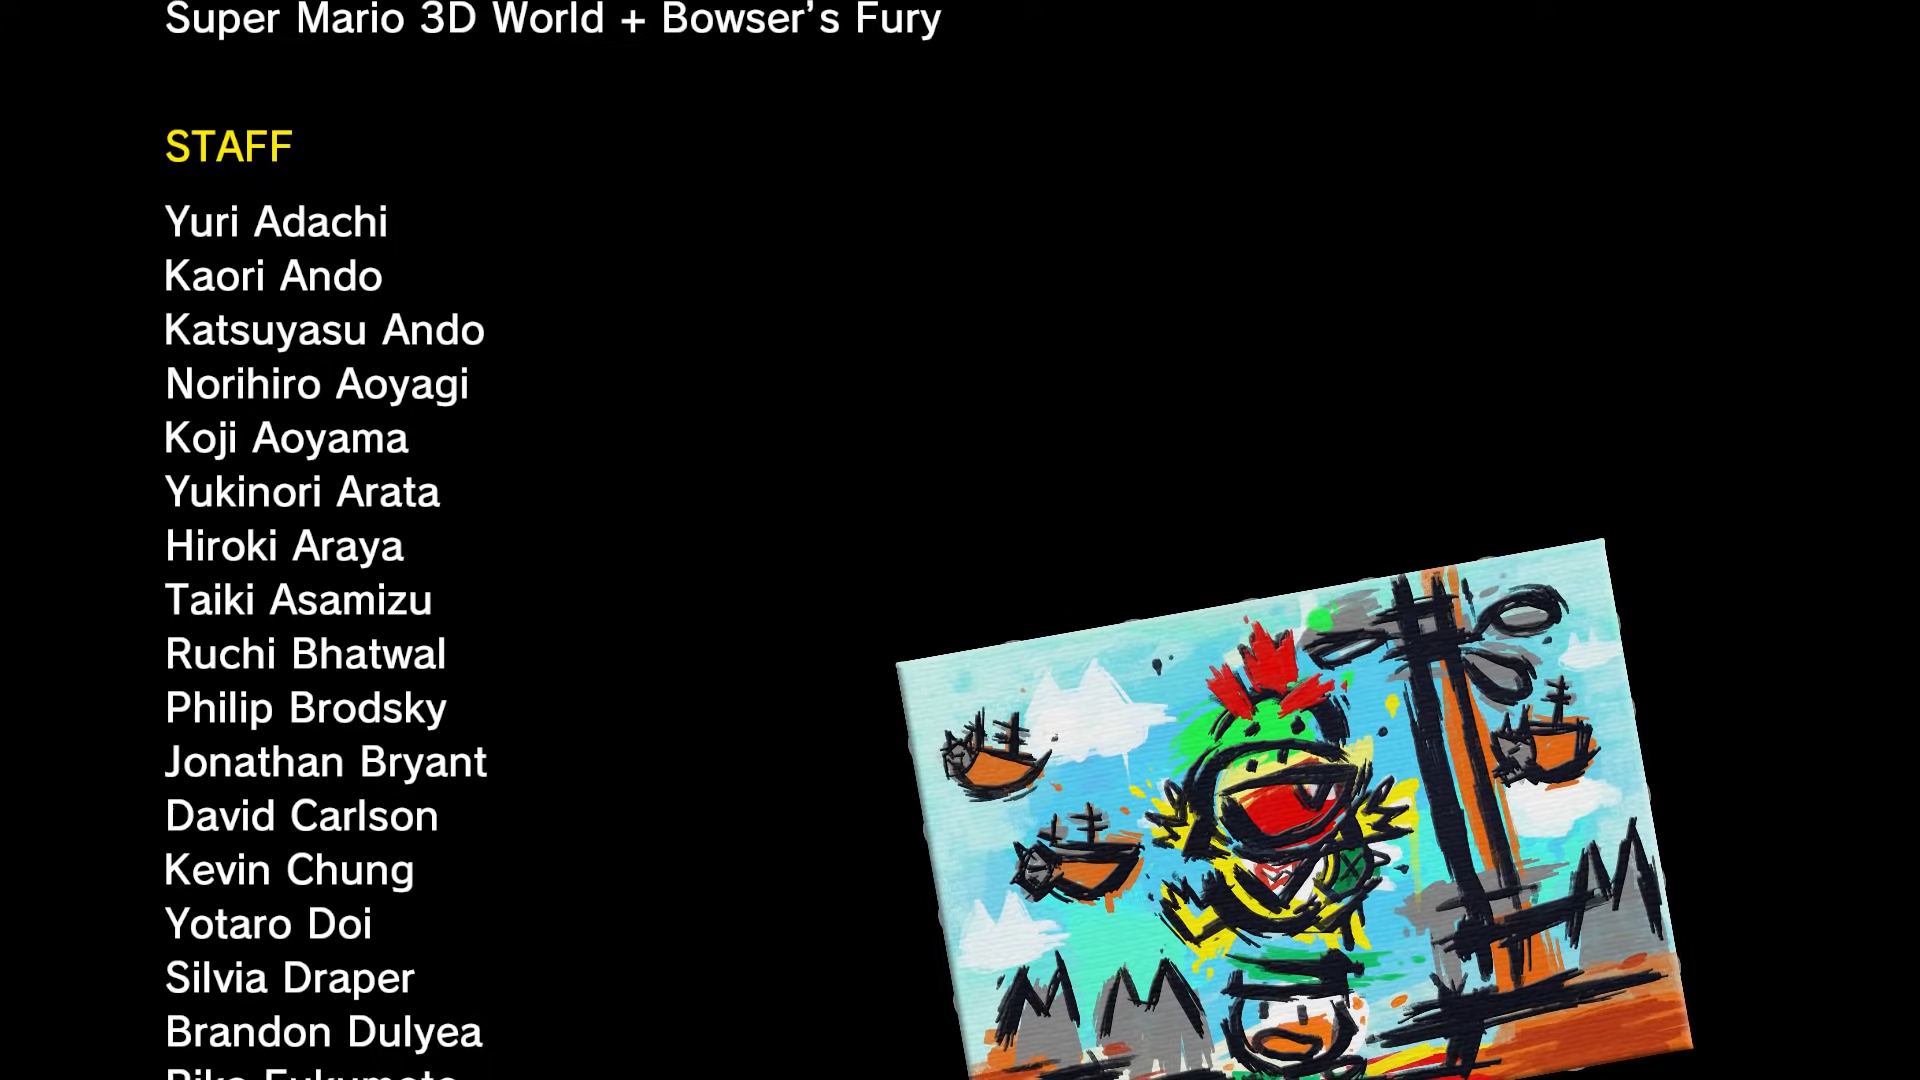 Super Mario 3D World + Bowser's Fury
STAFF
Yuri Adachi
Kaori Ando
Katsuyasu Ando
Norihiro Aoyagi
Koji Aoyama
Yukinori Arata
Hiroki Araya
Taiki Asamizu
Ruchi Bhatwal
Philip Brodsky
Jonathan Bryant
David Carlson
Kevin Chung
Yotaro Doi
Silvia Draper
Brandon Dulyea